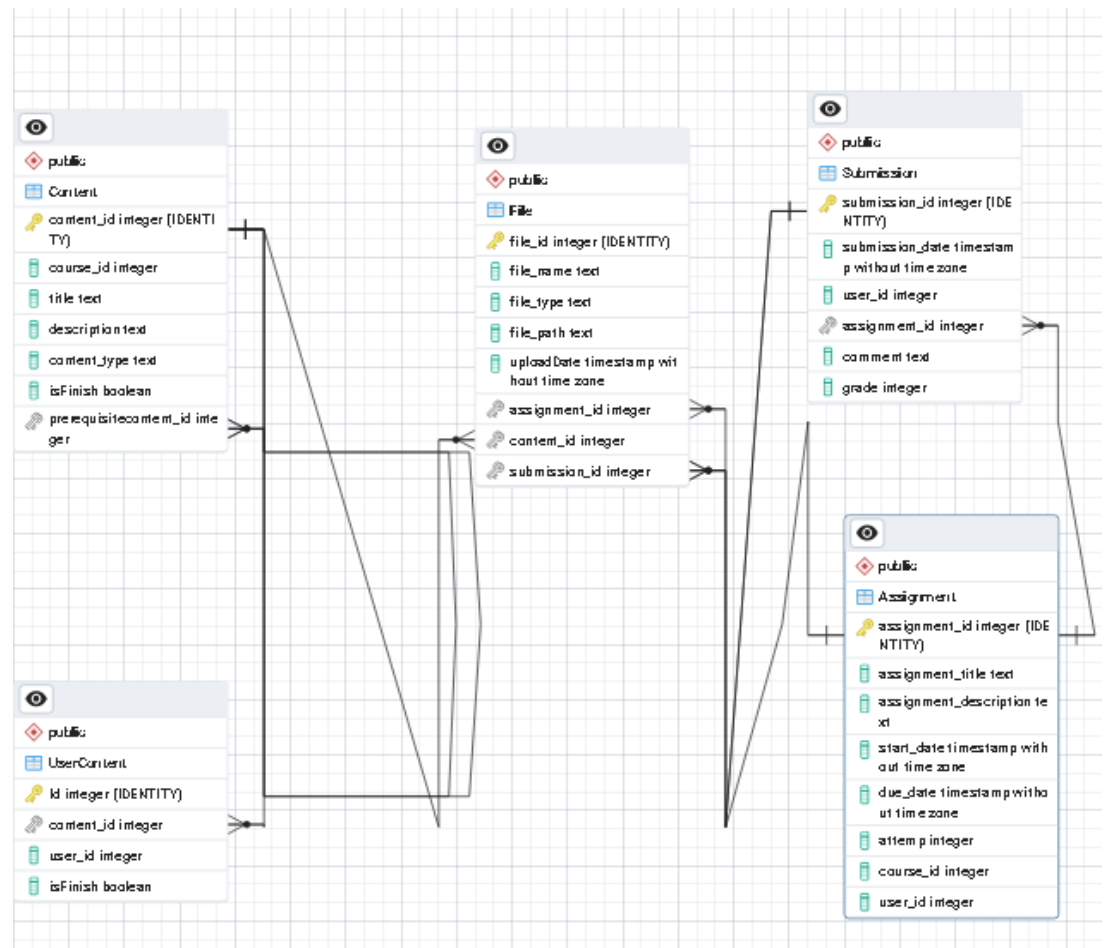 public
Content
content_id integer (IDENTI
TY)
course_id integer
title text
description text
content_type text
isFinish boolean
prerequisitecontent_id inte
ger
public
File
file_id integer (IDENTITY)
file_name text
file_type text
file_path text
uploadDate timestamp wit
hout time zone
assignment_id integer
content_id integer
submission_id integer
public
Submission
submission_id integer (IDE
NTITY)
submission_date timestam
p without time zone
user_id integer
assignment_id integer
comment text
grade integer
public
UserContent
Id integer (IDENTITY)
content_id integer
user_id integer
isFinish boolean
public
Assignment
assignment_id integer (IDE
NTITY)
assignment_title text
assignment_description te
xt
start_date timestamp with
out time zone
due_date timestamp witho
ut time zone
attemp integer
course_id integer
user_id integer